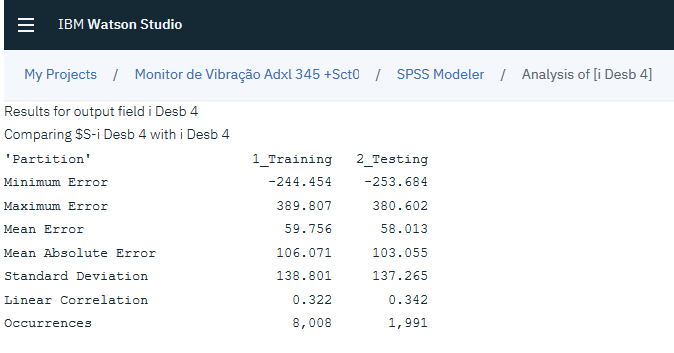 IBM Watson Studio
My Projects / Monitor de Vibração Adxl 345 +Sct0 / SPSS Modeler / Analysis of [i Desb 4]
Results for output field i Desb 4
Comparing $S-i Desb 4 with i Desb 4
'Partition' 1_Training 2_Testing
Minimum Error -244.454 -253.684
Maximum Error 389.807 380.602
Mean Error 59.756 58.013
Mean Absolute Error 106.071 103.055
Standard Deviation 138.801 137.265
Linear Correlation 0.322 0.342
Occurrences 8,008 1,991